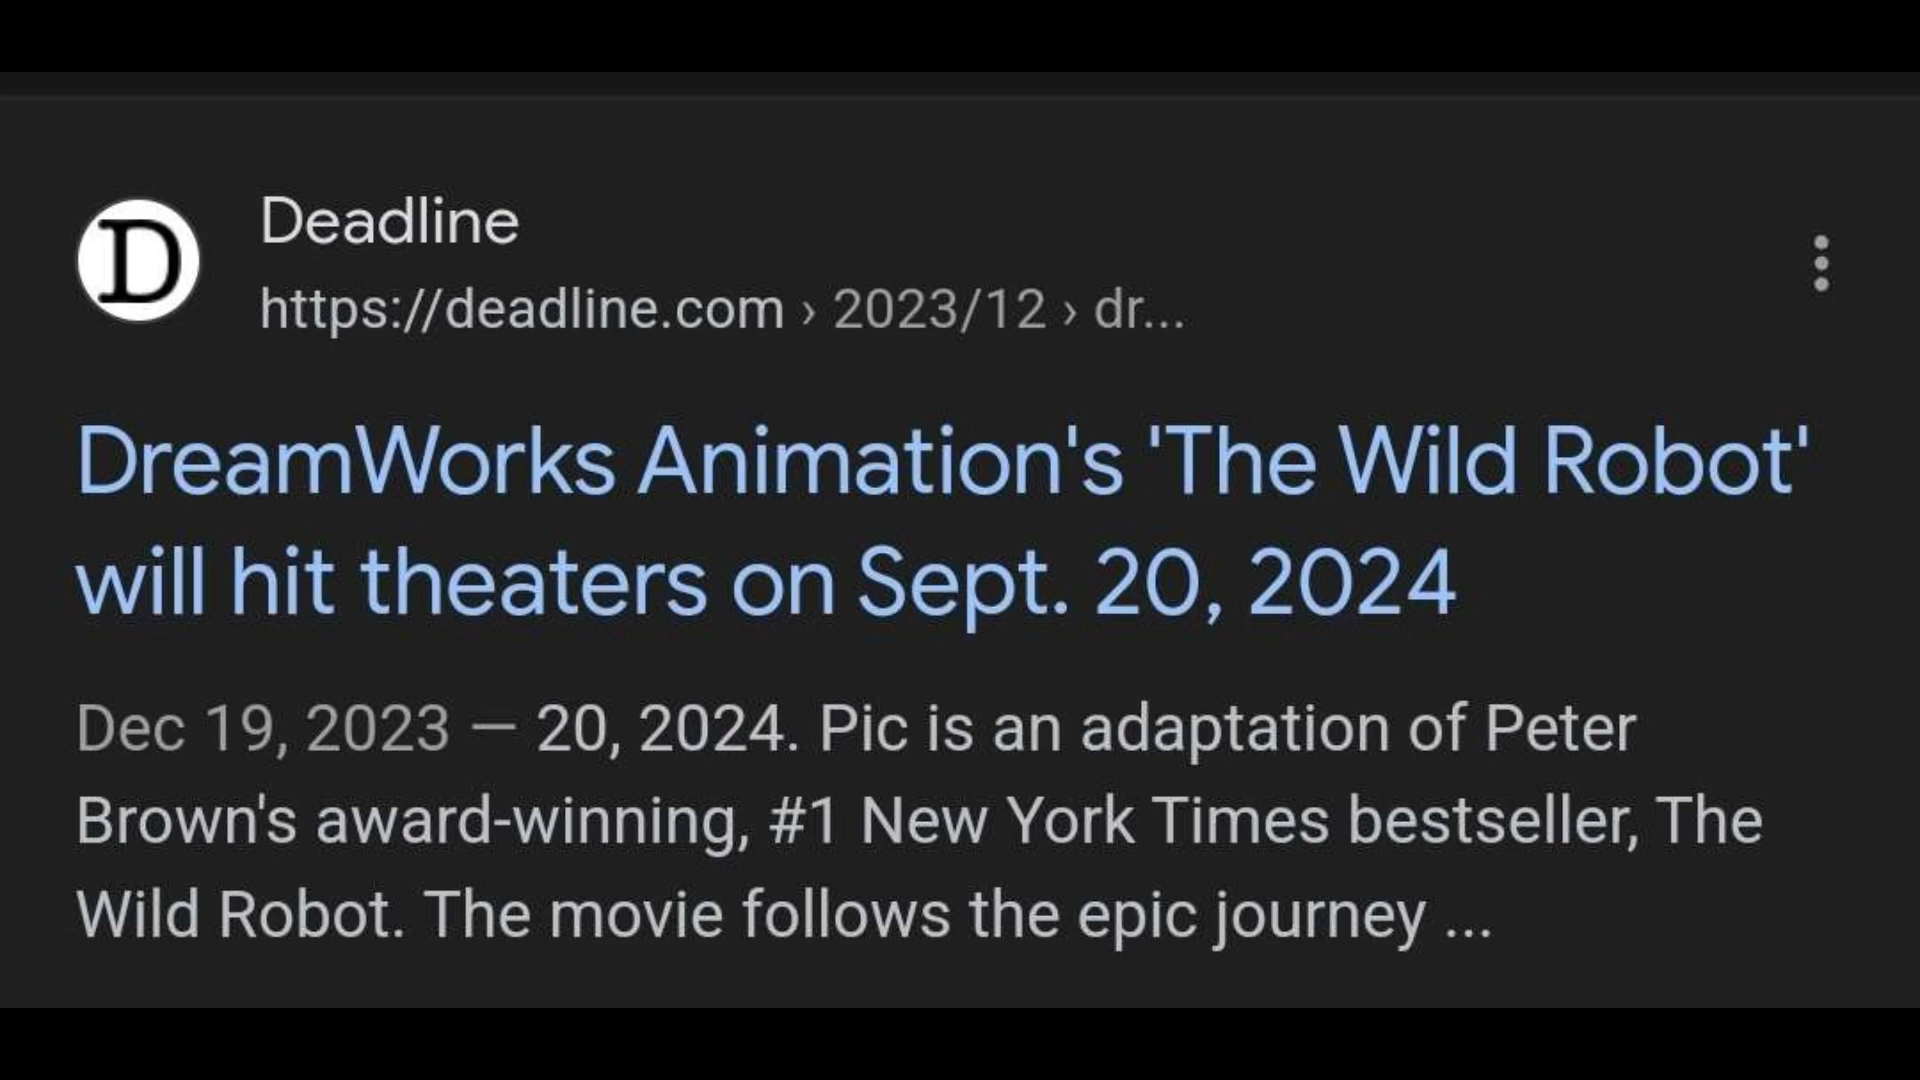 D
Deadline
https://deadline.com › 2023/12 › dr...
DreamWorks Animation's 'The Wild Robot'
will hit theaters on Sept. 20, 2024
Dec 19, 2023 — 20, 2024. Pic is an adaptation of Peter
Brown's award-winning, #1 New York Times bestseller, The
Wild Robot. The movie follows the epic journey ...